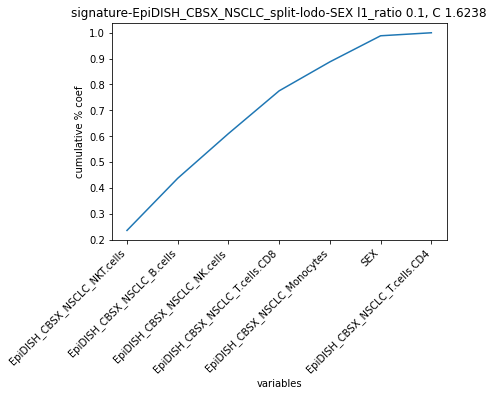 signature-EpiDISH_CBSX_NSCLC_split-lodo-SEX l1_ratio 0.1, C 1.6238
1.0
0.9
0.8
0.7
0.6
0.5
0.4
0.3
0.2
cumulative % coef
EpiDISH_CBSX_NSCLC_NKT.cells
EpiDISH_CBSX_NSCLC_B.cells
EpiDISH_CBSX_NSCLC_NK.cells
EpiDISH_CBSX_NSCLC_T.cells.CD8
EpiDISH_CBSX_NSCLC_Monocytes
SEX
EpiDISH_CBSX_NSCLC_T.cells.CD4
variables